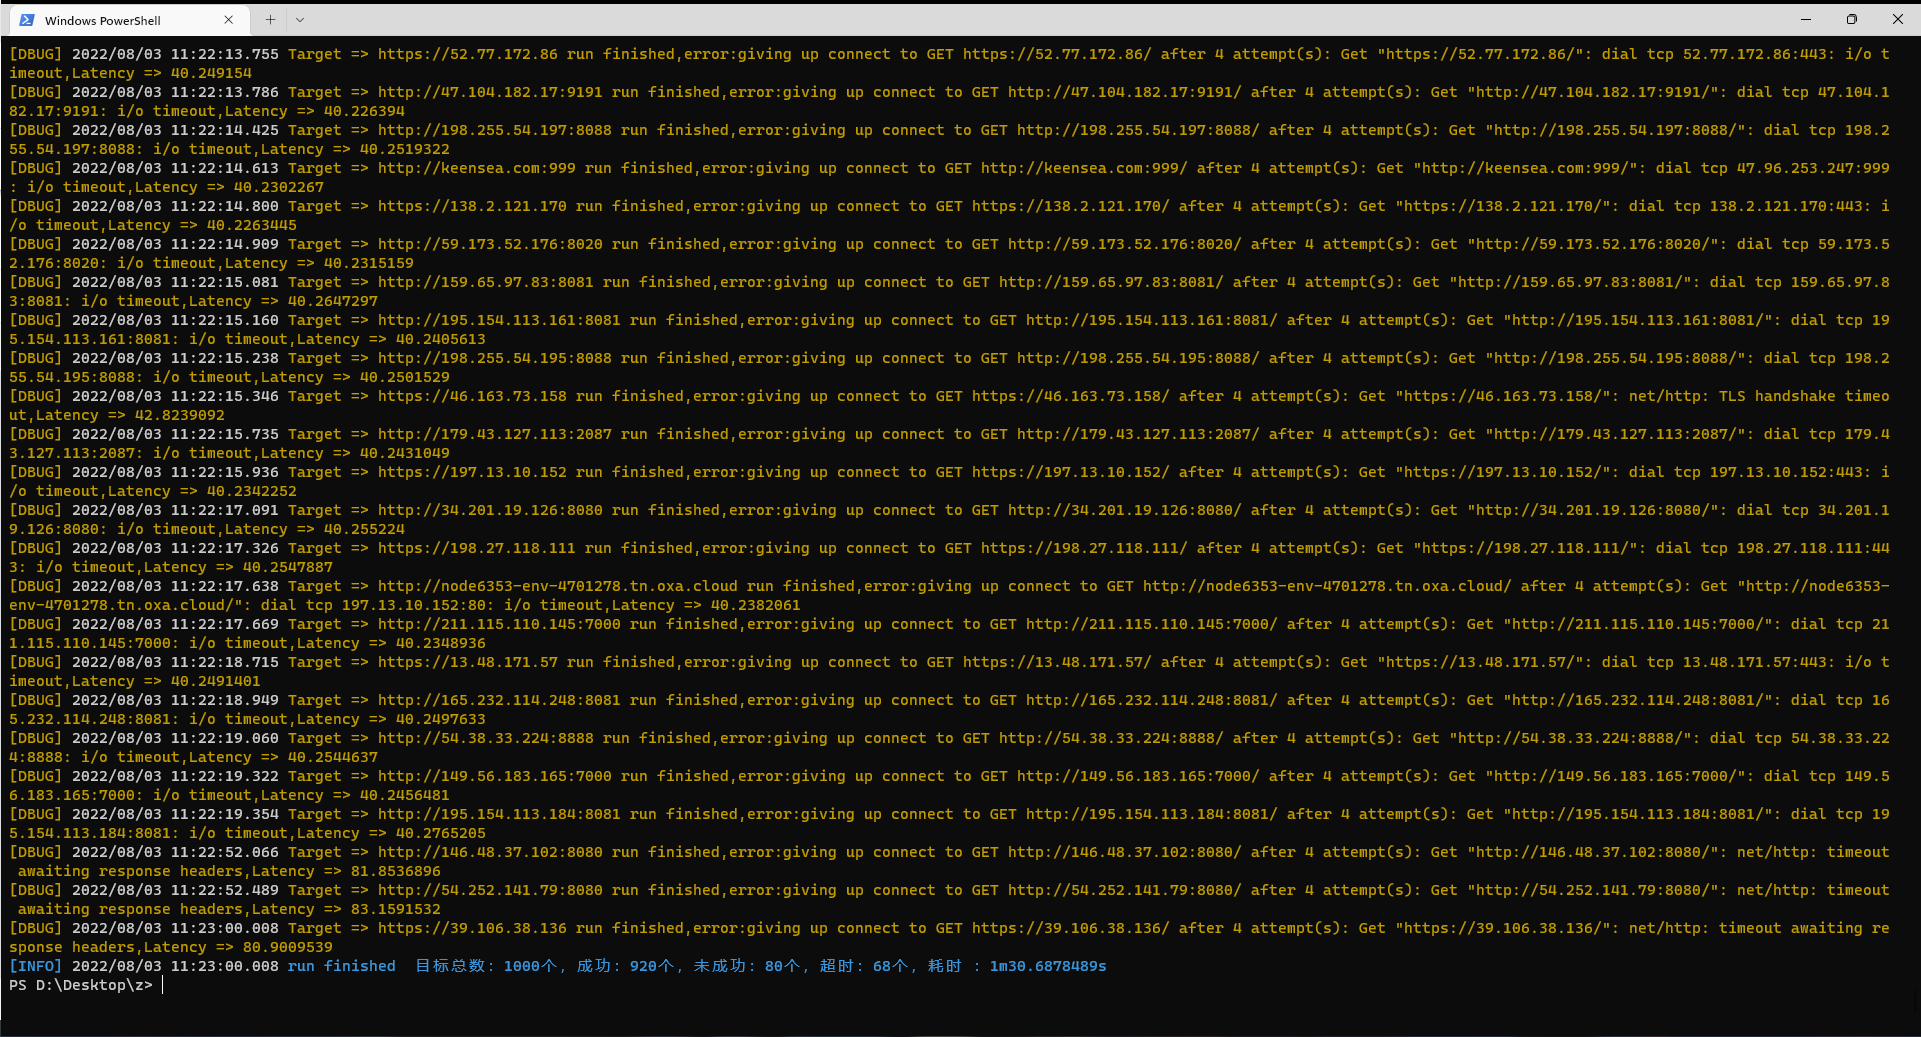 Windows PowerShell
[DBUG] 2022/08/03 11:22:13.755 Target => https://52.77.172.86 run finished,error:giving up connect to GET https://52.77.172.86/ after 4 attempt(s): Get "https://52.77.172.86/": dial tcp 52.77.172.86:443: i/o t
imeout,Latency => 40.249154
[DBUG] 2022/08/03 11:22:13.786 Target => http://47.104.182.17:9191 run finished,error:giving up connect to GET http://47.104.182.17:9191/ after 4 attempt(s): Get "http://47.104.182.17:9191/": dial tcp 47.104.1
82.17:9191: i/o timeout,Latency => 40.226394
[DBUG] 2022/08/03 11:22:14.425 Target => http://198.255.54.197:8088 run finished,error:giving up connect to GET http://198.255.54.197:8088/ after 4 attempt(s): Get "http://198.255.54.197:8088/": dial tcp 198.2
55.54.197:8088: i/o timeout,Latency => 40.2519322
[DBUG] 2022/08/03 11:22:14.613 Target => http://keensea.com:999 run finished,error:giving up connect to GET http://keensea.com:999/ after 4 attempt(s): Get "http://keensea.com:999/": dial tcp 47.96.253.247:999
: i/o timeout,Latency => 40.2302267
[DBUG] 2022/08/03 11:22:14.800 Target => https://138.2.121.170 run finished,error:giving up connect to GET https://138.2.121.170/ after 4 attempt(s): Get "https://138.2.121.170/": dial tcp 138.2.121.170:443: i
/o timeout,Latency => 40.2263445
[DBUG] 2022/08/03 11:22:14.909 Target => http://59.173.52.176:8020 run finished,error:giving up connect to GET http://59.173.52.176:8020/ after 4 attempt(s): Get "http://59.173.52.176:8020/": dial tcp 59.173.5
2.176:8020: i/o timeout,Latency => 40.2315159
[DBUG] 2022/08/03 11:22:15.081 Target => http://159.65.97.83:8081 run finished,error:giving up connect to GET http://159.65.97.83:8081/ after 4 attempt(s): Get "http://159.65.97.83:8081/": dial tcp 159.65.97.8
3:8081: i/o timeout,Latency => 40.2647297
[DBUG] 2022/08/03 11:22:15.160 Target => http://195.154.113.161:8081 run finished,error:giving up connect to GET http://195.154.113.161:8081/ after 4 attempt(s): Get "http://195.154.113.161:8081/": dial tcp 19
5.154.113.161:8081: i/o timeout,Latency => 40.2405613
[DBUG] 2022/08/03 11:22:15.238 Target => http://198.255.54.195:8088 run finished,error:giving up connect to GET http://198.255.54.195:8088/ after 4 attempt(s): Get "http://198.255.54.195:8088/": dial tcp 198.2
55.54.195:8088: i/o timeout,Latency => 40.2501529
[DBUG] 2022/08/03 11:22:15.346 Target => https://46.163.73.158 run finished,error:giving up connect to GET https://46.163.73.158/ after 4 attempt(s): Get "https://46.163.73.158/": net/http: TLS handshake timeo
ut,Latency => 42.8239092
[DBUG] 2022/08/03 11:22:15.735 Target => http://179.43.127.113:2087 run finished,error:giving up connect to GET http://179.43.127.113:2087/ after 4 attempt(s): Get "http://179.43.127.113:2087/": dial tcp 179.4
3.127.113:2087: i/o timeout,Latency => 40.2431049
[DBUG] 2022/08/03 11:22:15.936 Target => https://197.13.10.152 run finished,error:giving up connect to GET https://197.13.10.152/ after 4 attempt(s): Get "https://197.13.10.152/": dial tcp 197.13.10.152:443: i
/o timeout,Latency => 40.2342252
[DBUG] 2022/08/03 11:22:17.091 Target => http://34.201.19.126:8080 run finished,error:giving up connect to GET http://34.201.19.126:8080/ after 4 attempt(s): Get "http://34.201.19.126:8080/": dial tcp 34.201.1
9.126:8080: i/o timeout,Latency => 40.255224
[DBUG] 2022/08/03 11:22:17.326 Target => https://198.27.118.111 run finished,error:giving up connect to GET https://198.27.118.111/ after 4 attempt(s): Get "https://198.27.118.111/": dial tcp 198.27.118.111:44
3: i/o timeout,Latency => 40.2547887
[DBUG] 2022/08/03 11:22:17.638 Target => http://node6353-env-4701278.tn.oxa.cloud run finished,error:giving up connect to GET http://node6353-env-4701278.tn.oxa.cloud/ after 4 attempt(s): Get "http://node6353-
env-4701278.tn.oxa.cloud/": dial tcp 197.13.10.152:80: i/o timeout,Latency => 40.2382061
[DBUG] 2022/08/03 11:22:17.669 Target => http://211.115.110.145:7000 run finished,error:giving up connect to GET http://211.115.110.145:7000/ after 4 attempt(s): Get "http://211.115.110.145:7000/": dial tcp 21
1.115.110.145:7000: i/o timeout,Latency => 40.2348936
[DBUG] 2022/08/03 11:22:18.715 Target => https://13.48.171.57 run finished,error:giving up connect to GET https://13.48.171.57/ after 4 attempt(s): Get "https://13.48.171.57/": dial tcp 13.48.171.57:443: i/o t
imeout,Latency => 40.2491401
[DBUG] 2022/08/03 11:22:18.949 Target => http://165.232.114.248:8081 run finished,error:giving up connect to GET http://165.232.114.248:8081/ after 4 attempt(s): Get "http://165.232.114.248:8081/": dial tcp 16
5.232.114.248:8081: i/o timeout,Latency => 40.2497633
[DBUG] 2022/08/03 11:22:19.060 Target => http://54.38.33.224:8888 run finished,error:giving up connect to GET http://54.38.33.224:8888/ after 4 attempt(s): Get "http://54.38.33.224:8888/": dial tcp 54.38.33.22
4:8888: i/o timeout,Latency => 40.2544637
[DBUG] 2022/08/03 11:22:19.322 Target => http://149.56.183.165:7000 run finished,error:giving up connect to GET http://149.56.183.165:7000/ after 4 attempt(s): Get "http://149.56.183.165:7000/": dial tcp 149.5
6.183.165:7000: i/o timeout,Latency => 40.2456481
[DBUG] 2022/08/03 11:22:19.354 Target => http://195.154.113.184:8081 run finished,error:giving up connect to GET http://195.154.113.184:8081/ after 4 attempt(s): Get "http://195.154.113.184:8081/": dial tcp 19
5.154.113.184:8081: i/o timeout,Latency => 40.2765205
[DBUG] 2022/08/03 11:22:52.066 Target => http://146.48.37.102:8080 run finished,error:giving up connect to GET http://146.48.37.102:8080/ after 4 attempt(s): Get "http://146.48.37.102:8080/": net/http: timeout
awaiting response headers,Latency => 81.8536896
[DBUG] 2022/08/03 11:22:52.489 Target => http://54.252.141.79:8080 run finished,error:giving up connect to GET http://54.252.141.79:8080/ after 4 attempt(s): Get "http://54.252.141.79:8080/": net/http: timeout
awaiting response headers,Latency => 83.1591532
[DBUG] 2022/08/03 11:23:00.008 Target => https://39.106.38.136 run finished,error:giving up connect to GET https://39.106.38.136/ after 4 attempt(s): Get "https://39.106.38.136/": net/http: timeout awaiting re
sponse headers,Latency => 80.9009539
[INFO] 2022/08/03 11:23:00.008 run finished 目标总数: 1000个, 成功: 920个, 未成功: 80个, 超时: 68个, 耗时 : 1m30.6878489s
PS D:\Desktop\z>